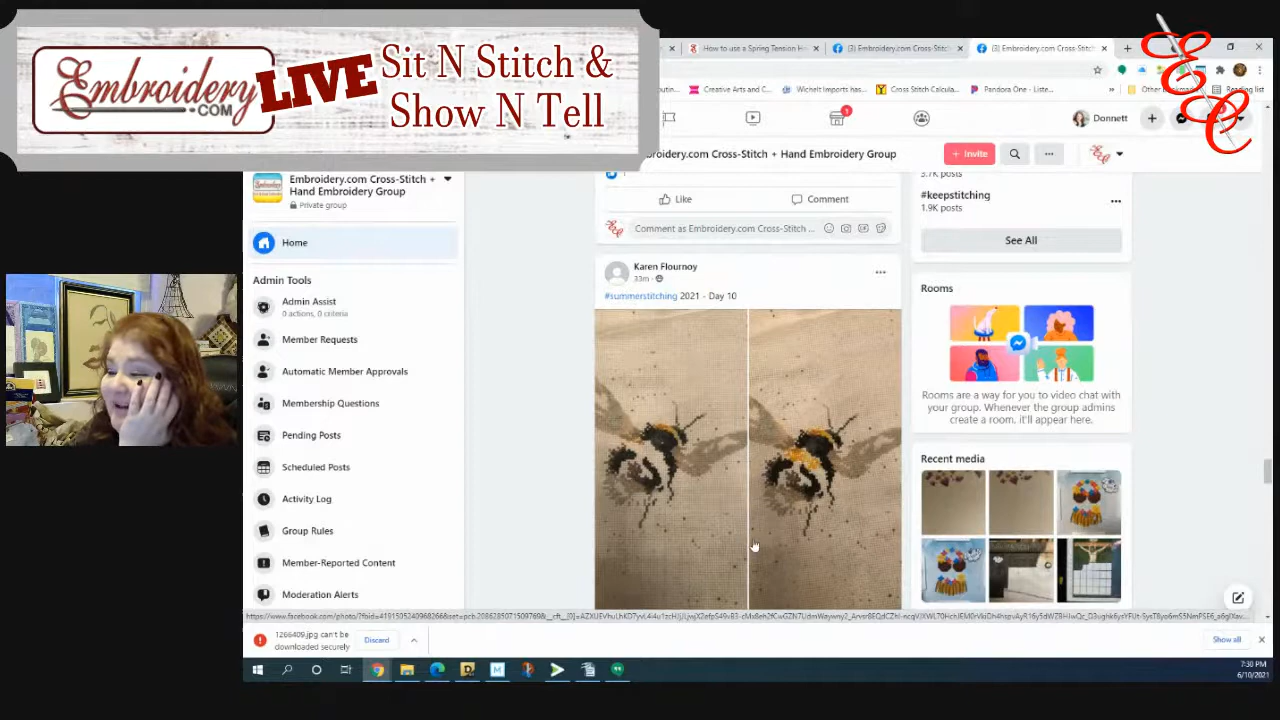 Embroidery
.COM
LIVE
Sit N Stitch &
Show N Tell
EEC
How to use a Spring Tension H
(3) Embroidery.com Cross-Stitc
(3) Embroidery.com Cross-Stitc
Creative Arts and C...
Wichelt Imports has...
Cross Stitch Calcula...
Pandora One - Liste...
Reading list
Donnett
broidery.com Cross-Stitch + Hand Embroidery Group
+ Invite
Embroidery.com Cross-Stitch +
Hand Embroidery Group
Private group
Home
Admin Tools
Admin Assist
0 actions, 0 criteria
Member Requests
Automatic Member Approvals
Membership Questions
Pending Posts
Scheduled Posts
Activity Log
Group Rules
Member-Reported Content
Moderation Alerts
1
Like
Comment
Comment as Embroidery.com Cross-Stitch ...
Karen Flournoy
33m
#summerstitching 2021 - Day 10
3.7K posts
#keepstitching
1.9K posts
See All
Rooms
Rooms are a way for you to video chat with
your group. Whenever the group admins
create a room, it'll appear here.
Recent media
1266409.jpg can't be
downloaded securely
Discard
Show all
7:30 PM
6/10/2021